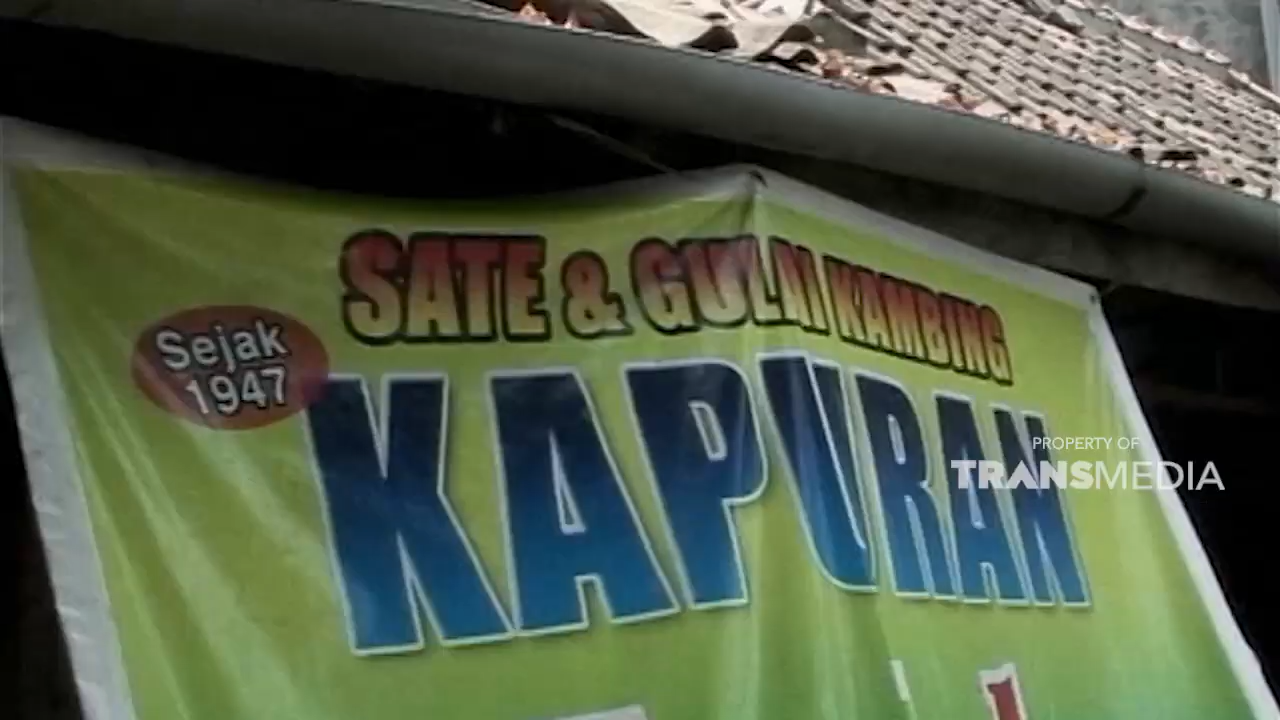 SATE & GULAI KAMBING
Sejak
1947
KAPURAN
PROPERTY OF
TRANSMEDIA